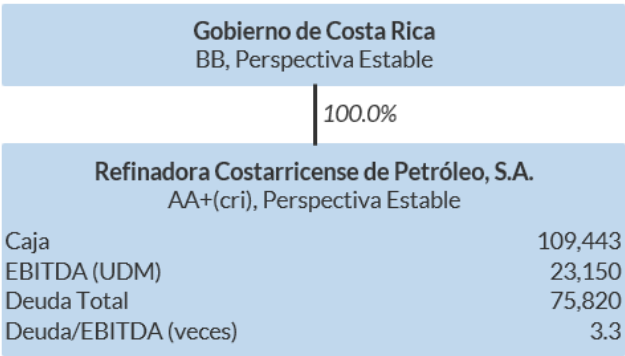 Gobierno de Costa Rica
BB, Perspectiva Estable
100.0%
Refinadora Costarricense de Petróleo, S.A.
AA+(cri), Perspectiva Estable
Caja 109,443
EBITDA (UDM) 23,150
Deuda Total 75,820
Deuda/EBITDA (veces) 3.3